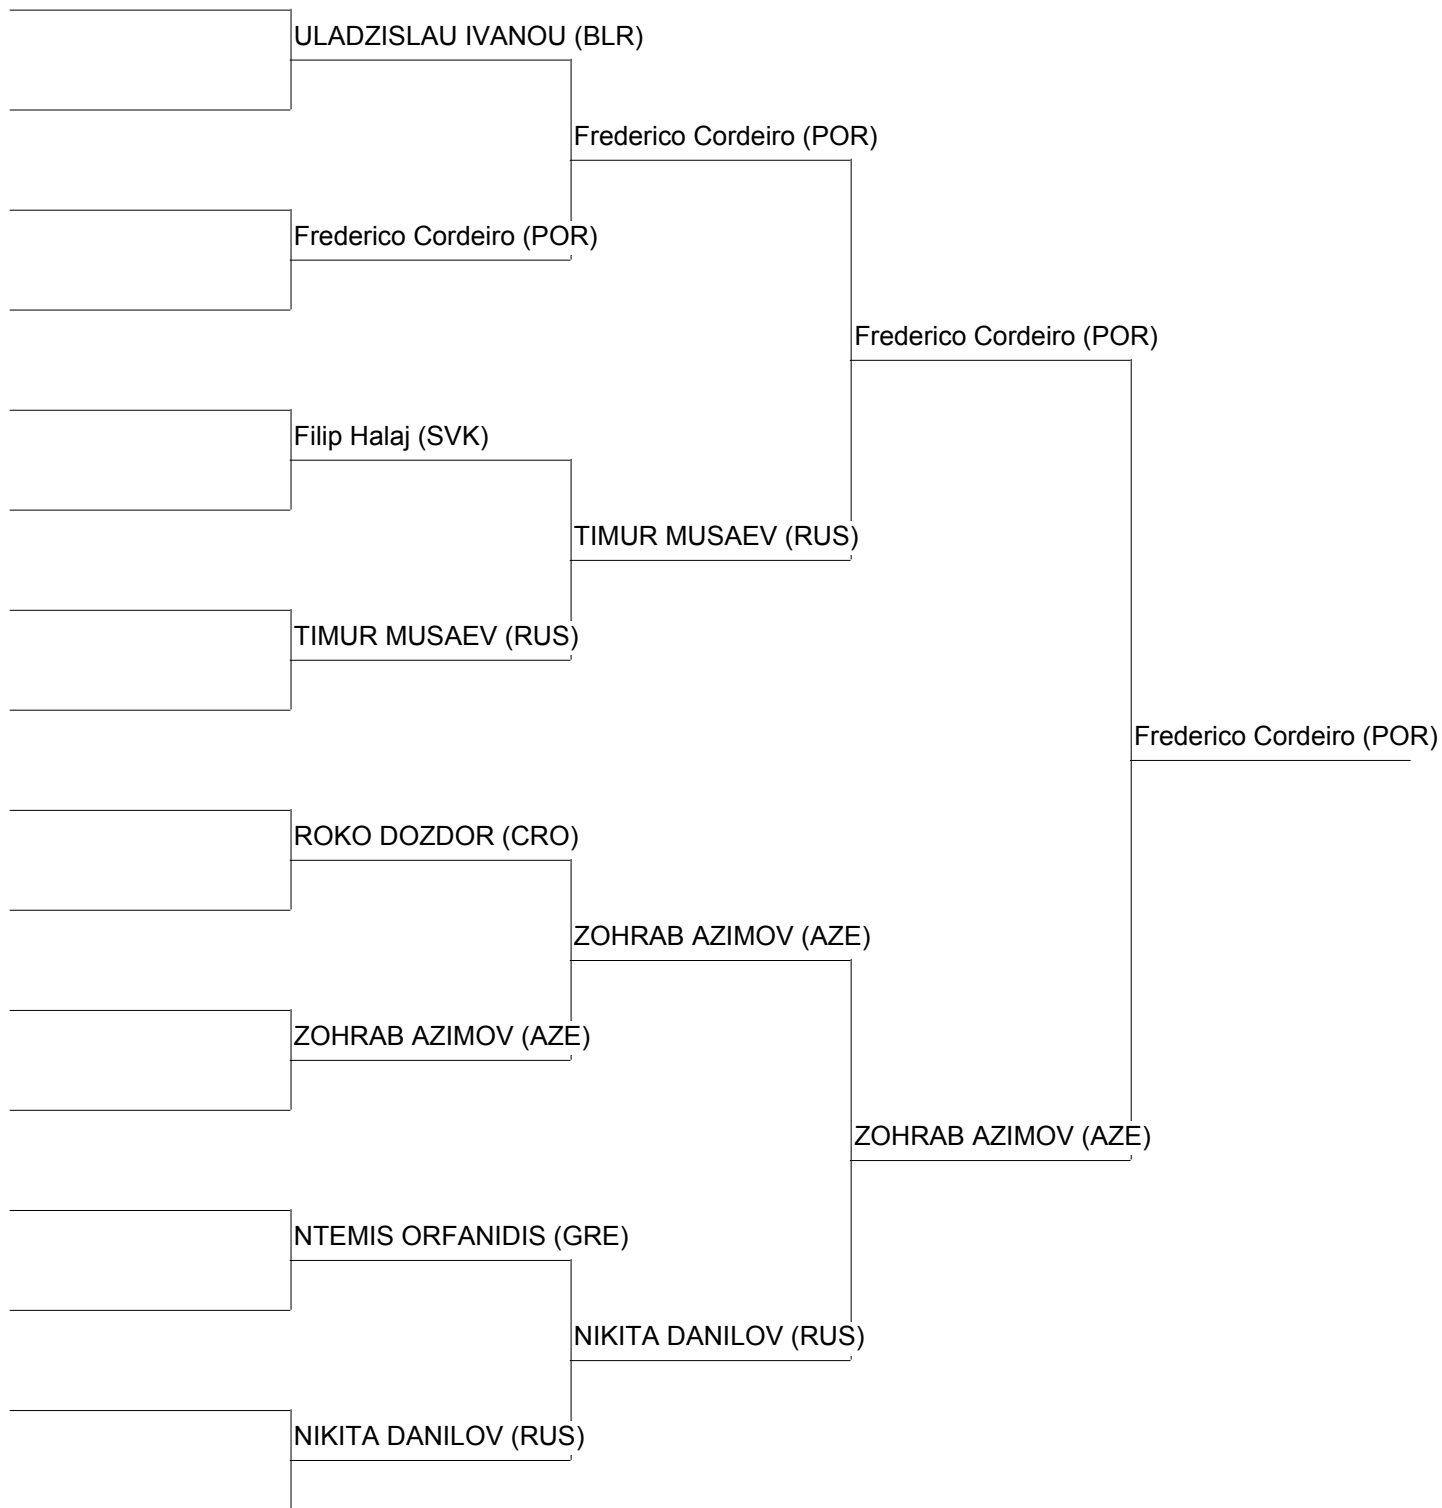 ULADZISLAU IVANOU (BLR)
Frederico Cordeiro (POR)
Frederico Cordeiro (POR)
Frederico Cordeiro (POR)
Filip Halaj (SVK)
TIMUR MUSAEV (RUS)
TIMUR MUSAEV (RUS)
Frederico Cordeiro (POR)
ROKO DOZDOR (CRO)
ZOHRAB AZIMOV (AZE)
ZOHRAB AZIMOV (AZE)
ZOHRAB AZIMOV (AZE)
NTEMIS ORFANIDIS (GRE)
NIKITA DANILOV (RUS)
NIKITA DANILOV (RUS)